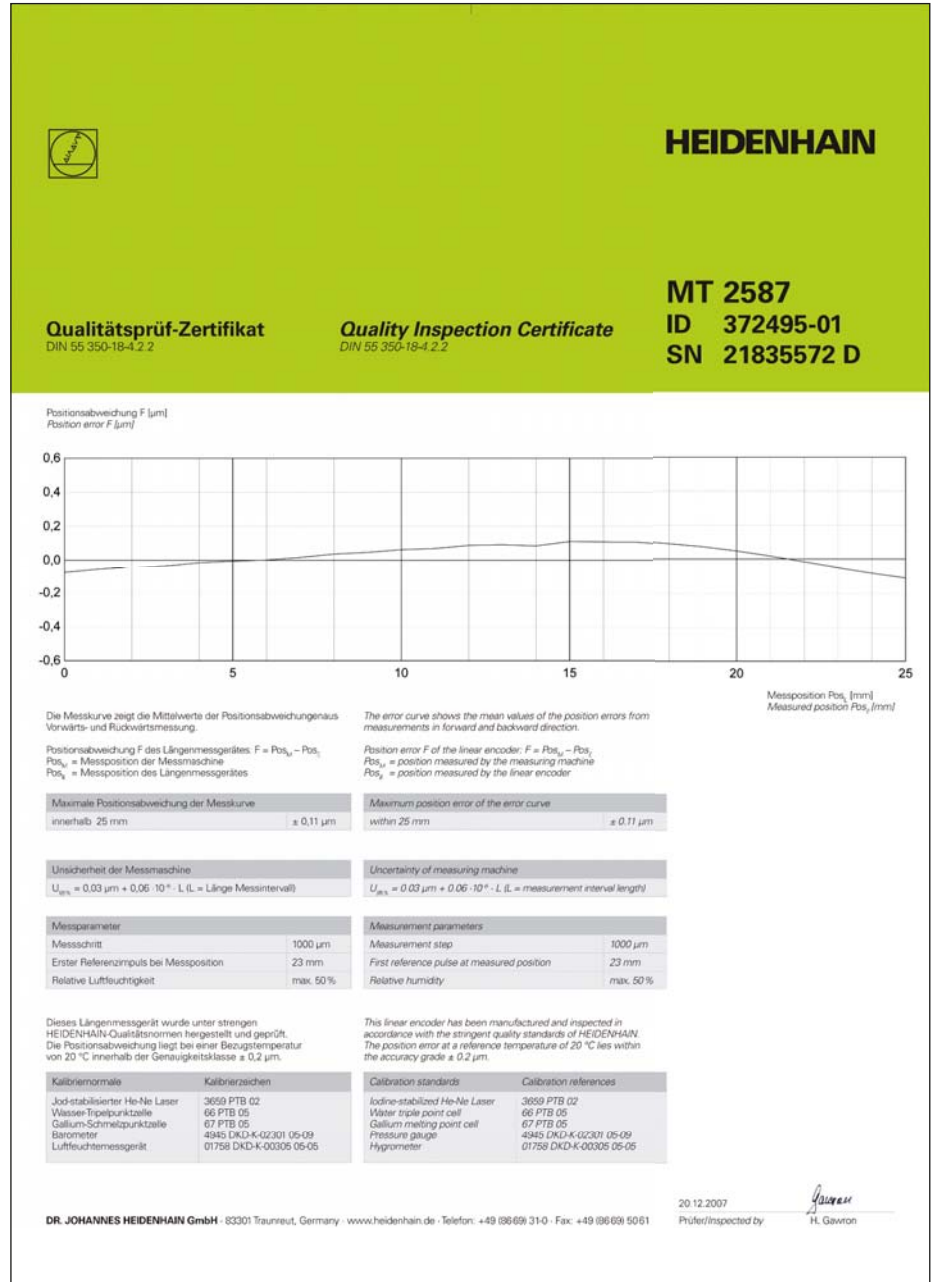 HEIDENHAIN
MT 2587
ID 372495-01
SN 21835572 D
Qualitätsprüf-Zertifikat
DIN 55 350-18-4.2.2
Quality Inspection Certificate
DIN 55 350-18-4.2.2
Positionsabweichung F [µm]
Position error F [µm]
0,6
0,4
0,2
0,0
-0,2
-0,4
-0,6
0 5 10 15 20 25
Messposition Pos [mm]
Measured position Pos [mm]
Die Messkurve zeigt die Mittelwerte der Positionsabweichungenaus
Vorwärts- und Rückwärtsmessung.
Positionsabweichung F des Längenmessgerätes: F = Pos – Pos
Pos = Messposition der Messmaschine
Pos = Messposition des Längenmessgerätes
The error curve shows the mean values of the position errors from
measurements in forward and backward direction.
Position error F of the linear encoder: F = Pos – Pos
Pos = position measured by the measuring machine
Pos = position measured by the linear encoder
Maximale Positionsabweichung der Messkurve
innerhalb 25 mm ± 0,11 µm
Maximum position error of the error curve
within 25 mm ± 0.11 µm
Unsicherheit der Messmaschine
U95% = 0,03 µm + 0,06 ·10⁻⁶ · L (L = Länge Messintervall)
Uncertainty of measuring machine
U95% = 0.03 µm + 0.06 ·10⁻⁶ · L (L = measurement interval length)
Messparameter
Messschritt 1000 µm
Erster Referenzimpuls bei Messposition 23 mm
Relative Luftfeuchtigkeit max. 50 %
Measurement parameters
Measurement step 1000 µm
First reference pulse at measured position 23 mm
Relative humidity max. 50 %
Dieses Längenmessgerät wurde unter strengen
HEIDENHAIN-Qualitätsnormen hergestellt und geprüft.
Die Positionsabweichung liegt bei einer Bezugstemperatur
von 20 °C innerhalb der Genauigkeitsklasse ± 0,2 µm.
This linear encoder has been manufactured and inspected in
accordance with the stringent quality standards of HEIDENHAIN.
The position error at a reference temperature of 20 °C lies within
the accuracy grade ± 0.2 µm.
Kalibriernormale Kalibrierzeichen
Jod-stabilisierter He-Ne Laser 3659 PTB 02
Wasser-Tripelpunktzelle 66 PTB 05
Gallium-Schmelzpunktzelle 67 PTB 05
Barometer 4945 DKD-K-02301 05-09
Luftfeuchtemessgerät 01758 DKD-K-00305 05-05
Calibration standards Calibration references
Iodine-stabilized He-Ne Laser 3659 PTB 02
Water triple point cell 66 PTB 05
Gallium melting point cell 67 PTB 05
Pressure gauge 4945 DKD-K-02301 05-09
Hygrometer 01758 DKD-K-00305 05-05
20.12.2007
Prüfer/Inspected by H. Gawron
DR. JOHANNES HEIDENHAIN GmbH · 83301 Traunreut, Germany · www.heidenhain.de · Telefon: +49 (8669) 31-0 · Fax: +49 (8669) 5061